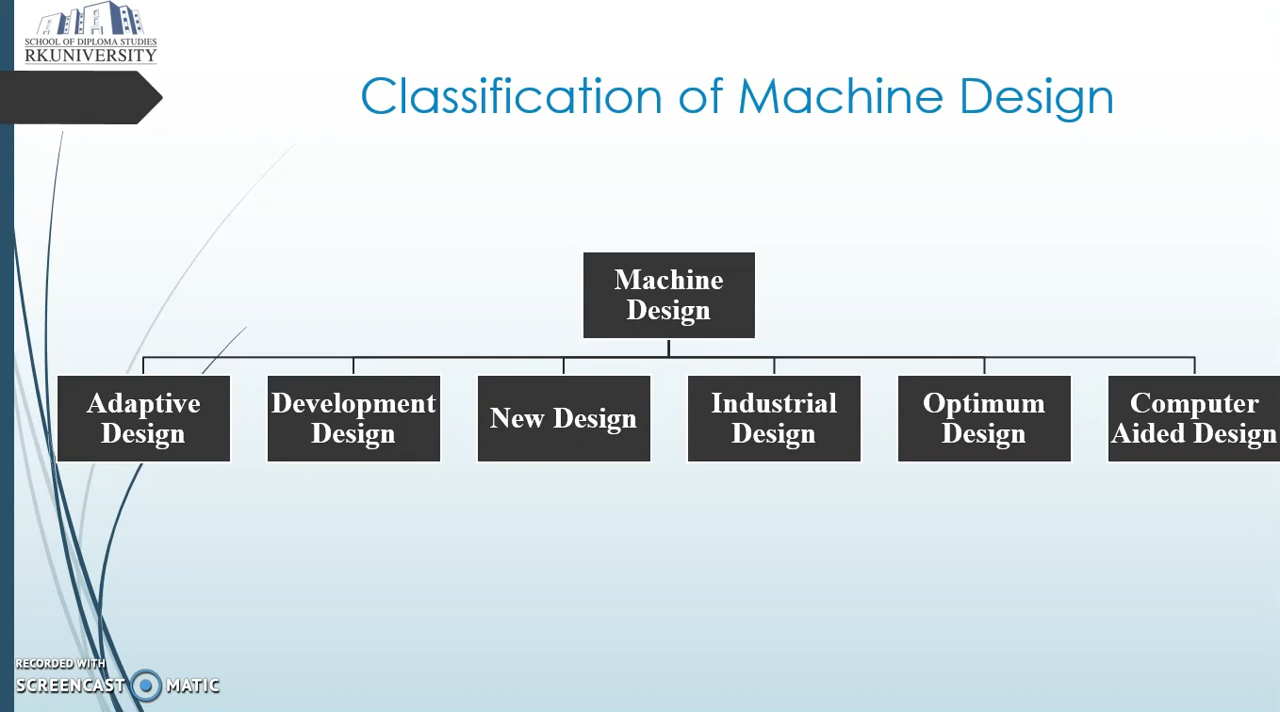 SCHOOL OF DIPLOMA STUDIES
RKUNIVERSITY
Classification of Machine Design
Machine
Design
Adaptive
Design
Development
Design
New Design
Industrial
Design
Optimum
Design
Computer
Aided Design
RECORDED WITH
SCREENCAST MATIC